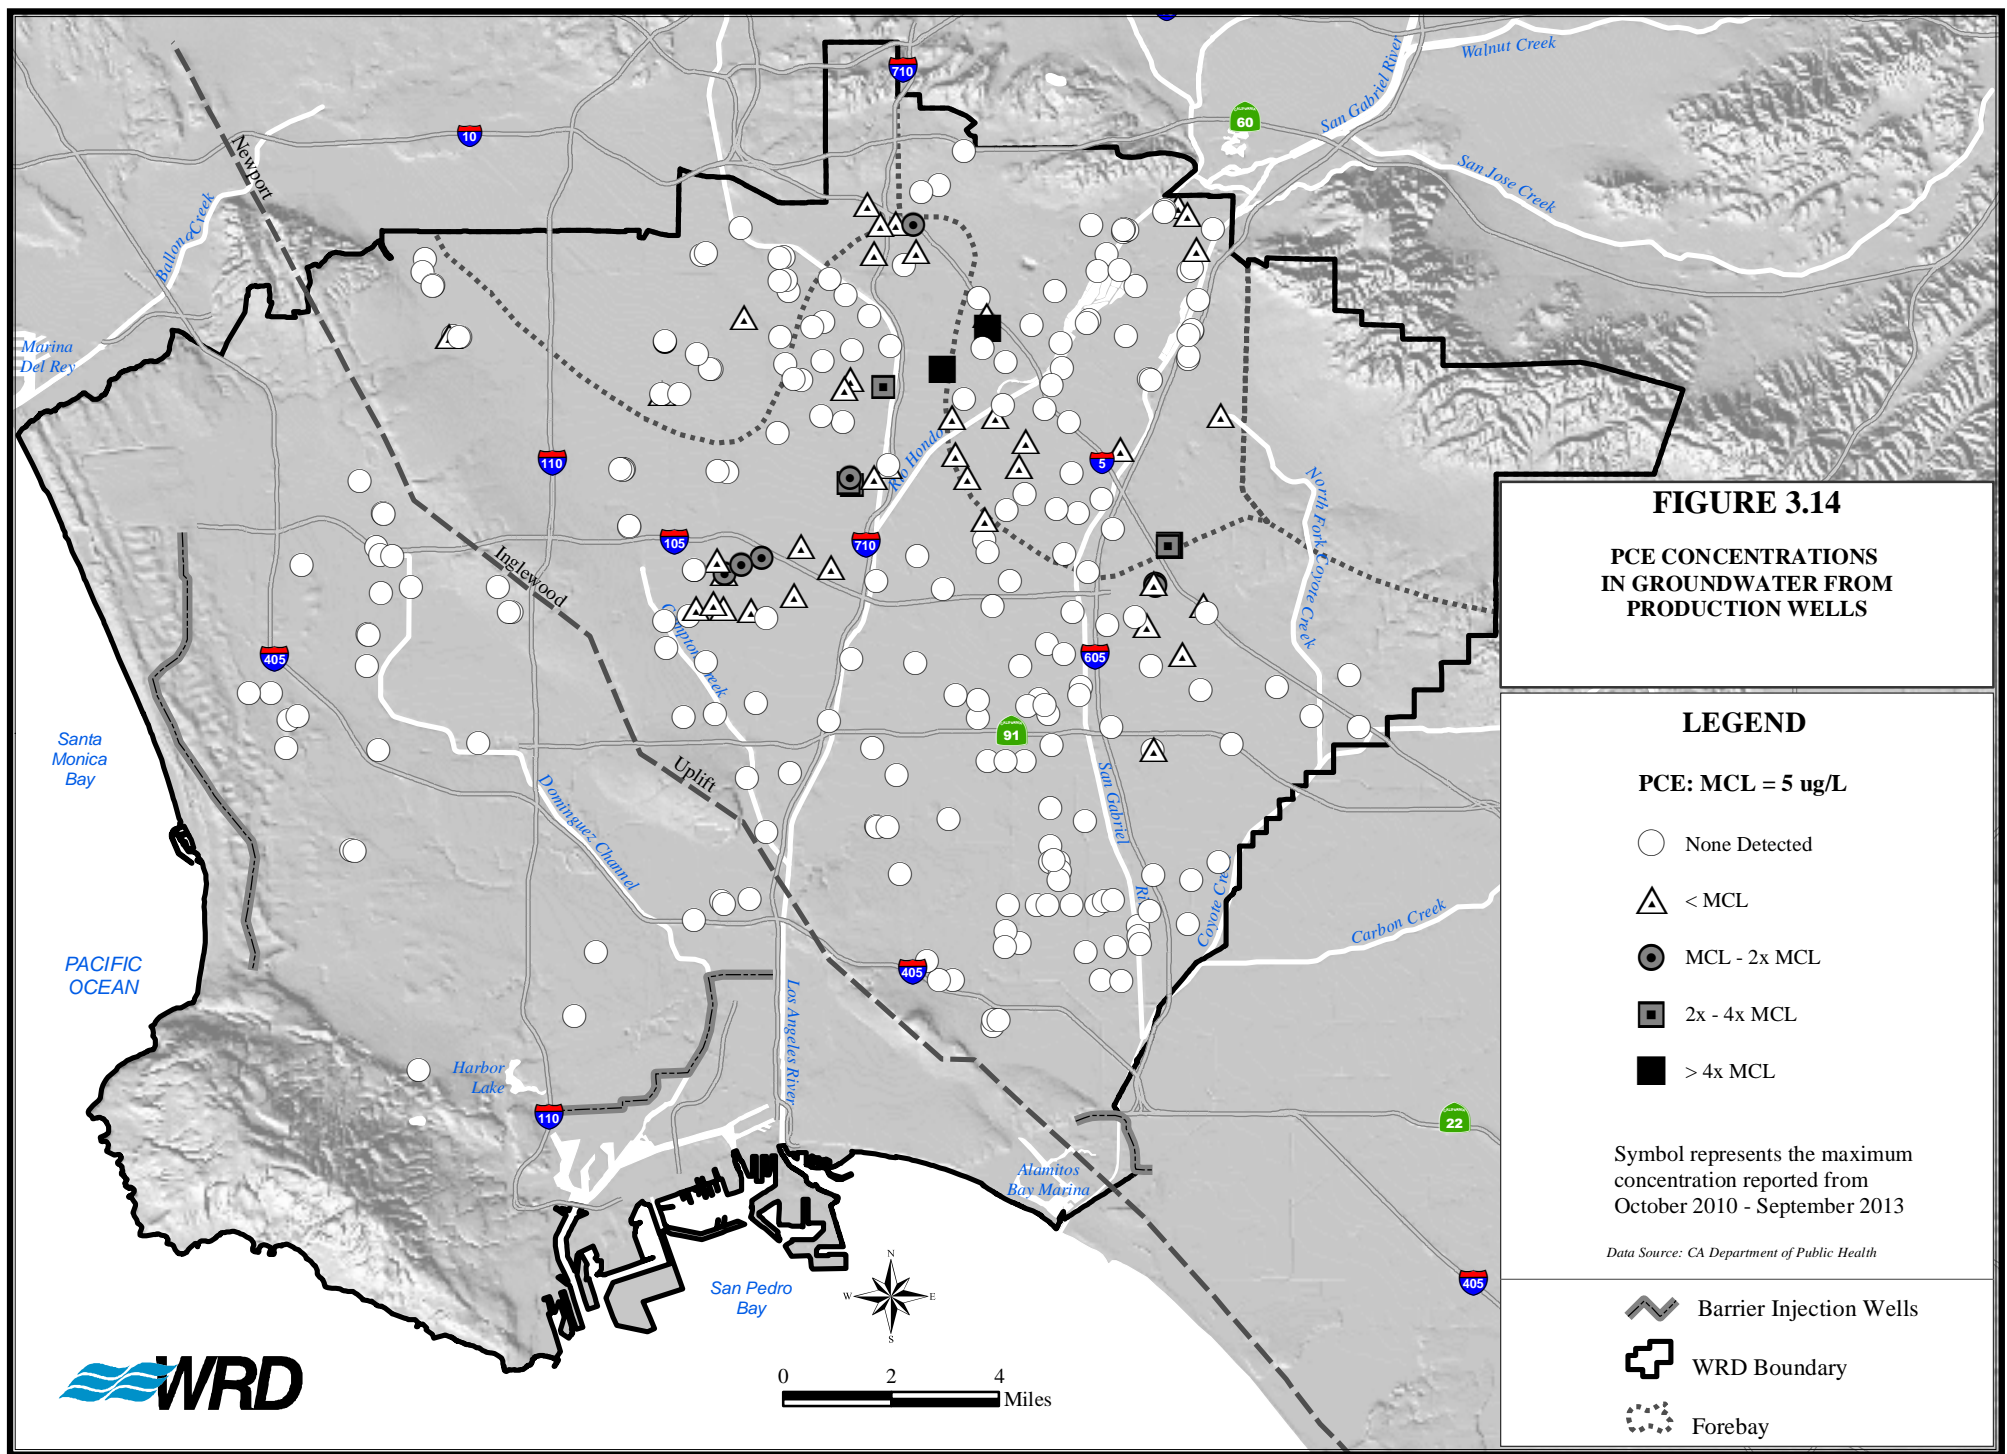 Walnut Creek
710
San Gabriel River
60
10
Newport
San Jose Creek
Ballona Creek
Marina
Del Rey
110
5
Rio Hondo
North Fork Coyote Creek
FIGURE 3.14
PCE CONCENTRATIONS
IN GROUNDWATER FROM
PRODUCTION WELLS
105
710
Inglewood
405
605
Santa
Monica
Bay
91
Uplift
Dominguez Channel
San Gabriel
LEGEND
PCE: MCL = 5 ug/L
None Detected
< MCL
MCL - 2x MCL
2x - 4x MCL
> 4x MCL
Symbol represents the maximum
concentration reported from
October 2010 - September 2013
Data Source: CA Department of Public Health
Barrier Injection Wells
WRD Boundary
Forebay
Carbon Creek
PACIFIC
OCEAN
405
Los Angeles River
Harbor
Lake
110
22
Alamitos
Bay Marina
405
San Pedro
Bay
N
W E
S
0 2 4
Miles
WRD